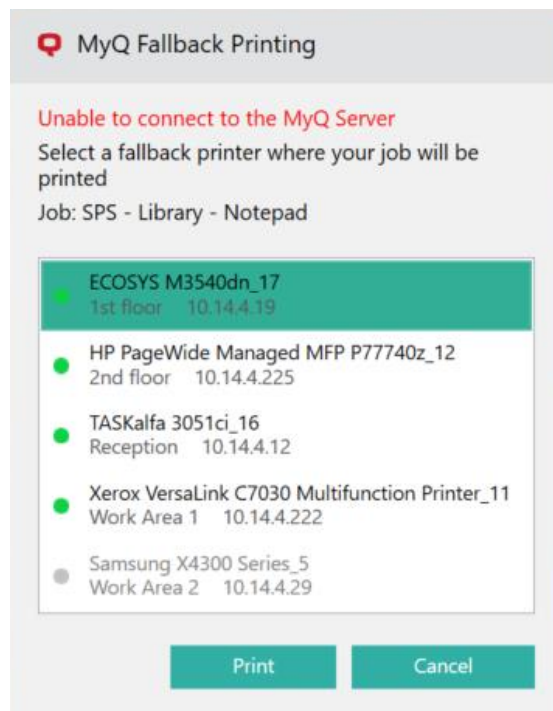 MyQ Fallback Printing
Unable to connect to the MyQ Server
Select a fallback printer where your job will be
printed
Job: SPS - Library - Notepad
ECOSYS M3540dn_17
1st floor 10.14.4.19
HP PageWide Managed MFP P77740z_12
2nd floor 10.14.4.225
TASKalfa 3051ci_16
Reception 10.14.4.12
Xerox VersaLink C7030 Multifunction Printer_11
Work Area 1 10.14.4.222
Samsung X4300 Series_5
Work Area 2 10.14.4.29
Print Cancel